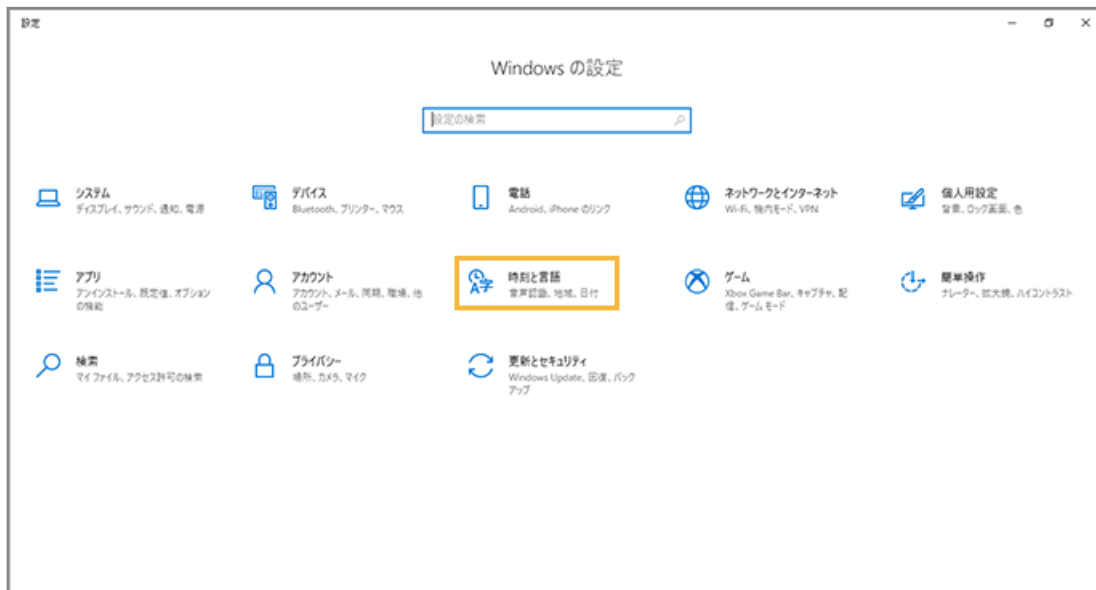 設定
Windows の設定
設定の検索
システム
ディスプレイ、サウンド、通知、電源
デバイス
Bluetooth、プリンター、マウス
電話
Android、iPhone のリンク
ネットワークとインターネット
Wi-Fi、機内モード、VPN
個人用設定
背景、ロック画面、色
アプリ
アンインストール、既定値、オプション
の機能
アカウント
アカウント、メール、同期、職場、他
のユーザー
時刻と言語
音声認識、地域、日付
ゲーム
Xbox Game Bar、キャプチャ、配
信、ゲーム モード
簡単操作
ナレーター、拡大鏡、ハイコントラスト
検索
マイ ファイル、アクセス許可の検索
プライバシー
場所、カメラ、マイク
更新とセキュリティ
Windows Update、回復、バック
アップ